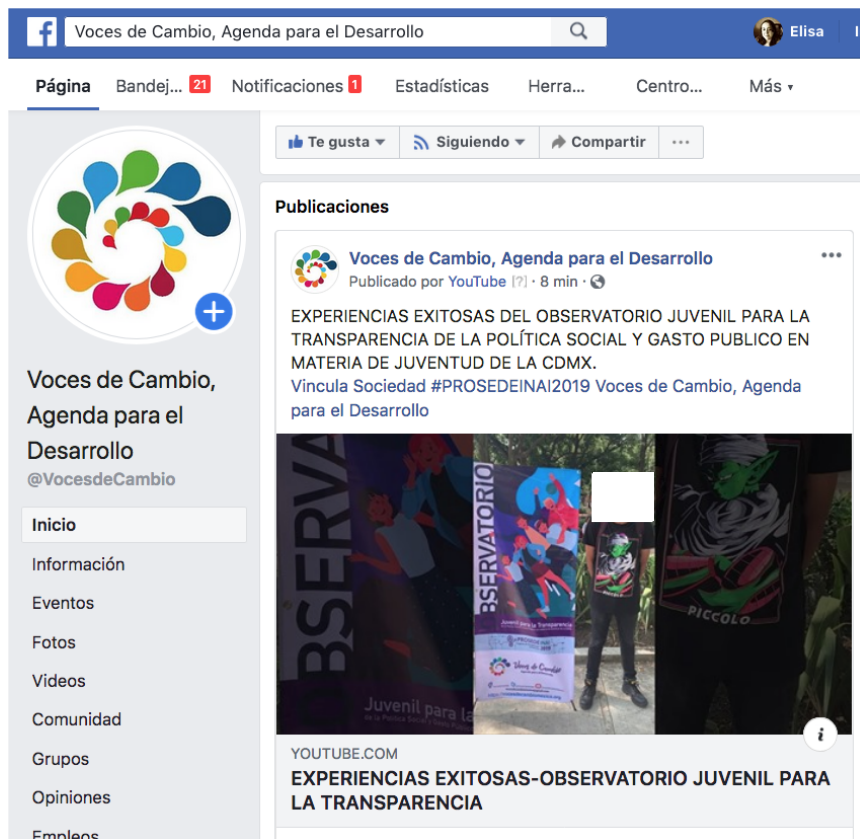 Voces de Cambio, Agenda para el Desarrollo
Elisa
Página
Bandej... 21
Notificaciones 1
Estadísticas
Herra...
Centro...
Más
Te gusta
Siguiendo
Compartir
Publicaciones
Voces de Cambio, Agenda para el Desarrollo
Publicado por YouTube [?] · 8 min ·
EXPERIENCIAS EXITOSAS DEL OBSERVATORIO JUVENIL PARA LA
TRANSPARENCIA DE LA POLÍTICA SOCIAL Y GASTO PUBLICO EN
MATERIA DE JUVENTUD DE LA CDMX.
Vincula Sociedad #PROSEDEINAI2019 Voces de Cambio, Agenda
para el Desarrollo
Voces de Cambio,
Agenda para el
Desarrollo
@VocesdeCambio
Inicio
Información
Eventos
Fotos
Videos
Comunidad
Grupos
Opiniones
Empleos
OBSERVA
Juvenil para la
BSERVATORIO
Juvenil para la Transparencia
Voces de Cambio
PICCOLO
YOUTUBE.COM
EXPERIENCIAS EXITOSAS-OBSERVATORIO JUVENIL PARA
LA TRANSPARENCIA